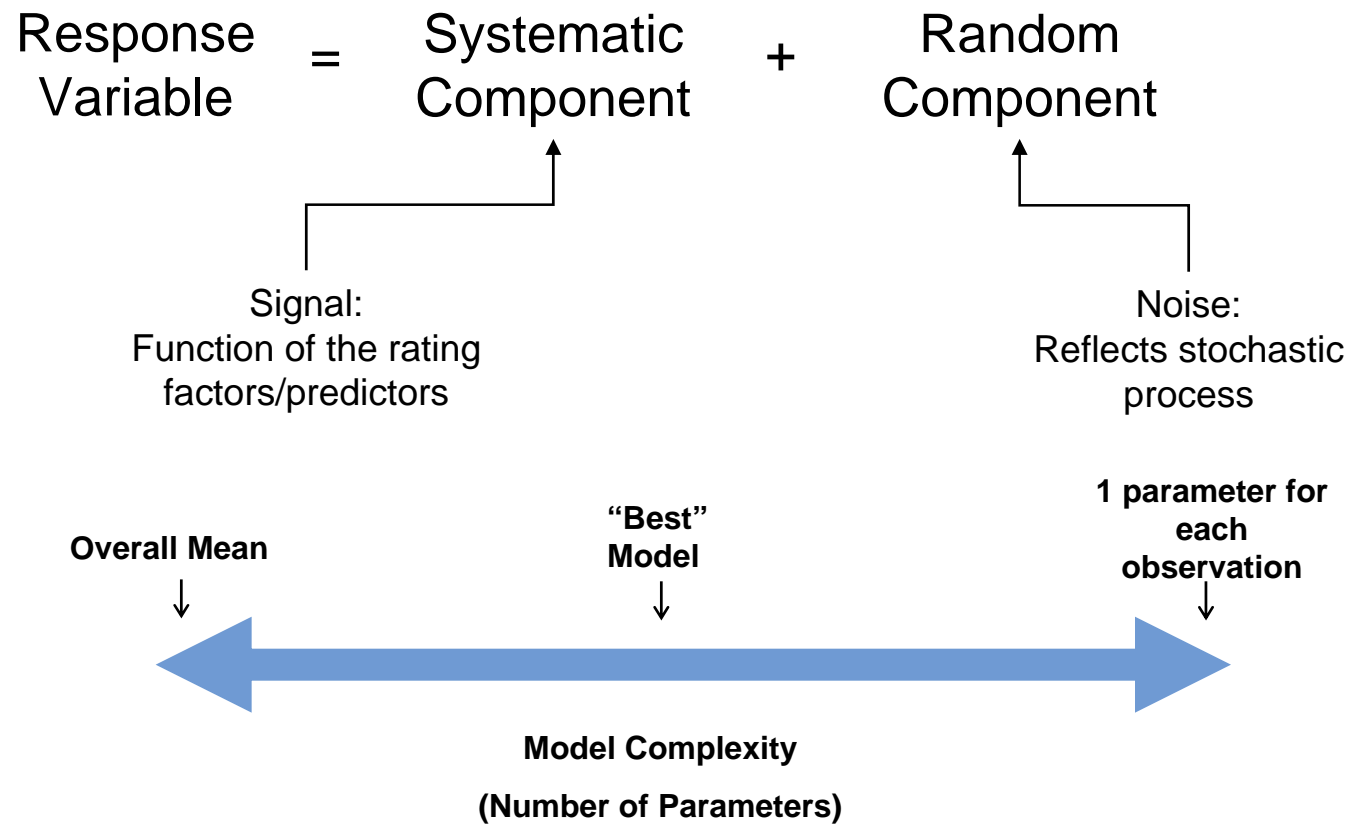 Response
Variable
=
Systematic
Component
+
Random
Component
Signal:
Function of the rating
factors/predictors
Noise:
Reflects stochastic
process
Overall Mean
“Best”
Model
1 parameter for
each
observation
Model Complexity
(Number of Parameters)